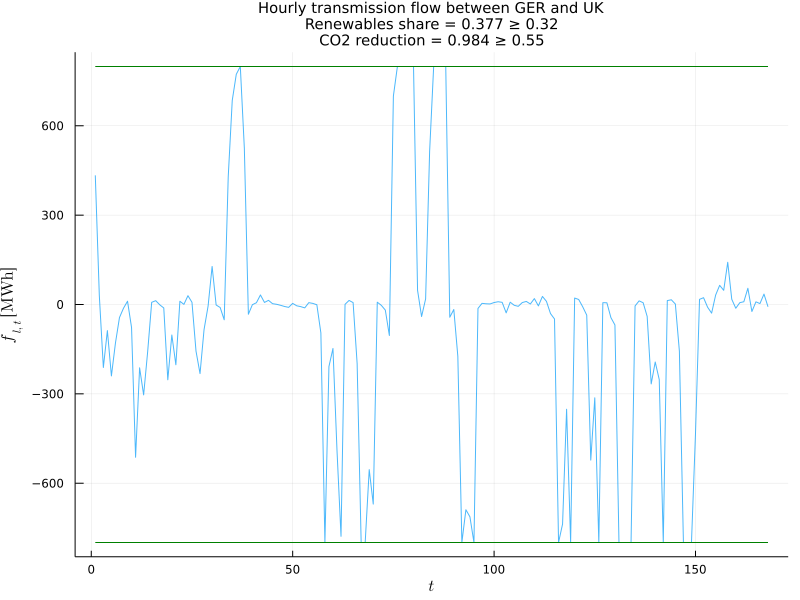 Hourly transmission flow between GER and UK
Renewables share = 0.377 ≥ 0.32
CO2 reduction = 0.984 ≥ 0.55
600
300
0
−300
−600
f l, t [MWh]
0 50 100 150
t